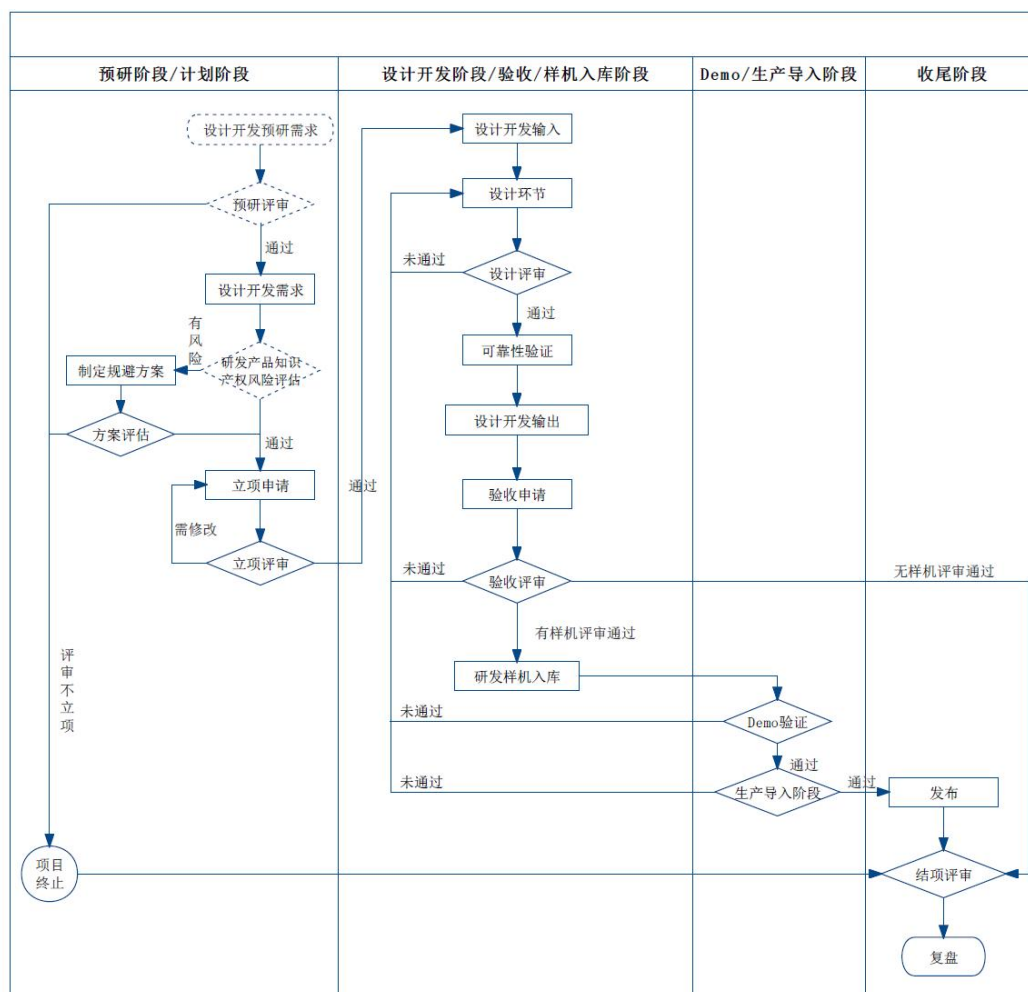 预研阶段/计划阶段
设计开发阶段/验收/样机入库阶段
Demo/生产导入阶段
收尾阶段
设计开发预研需求
预研评审
通过
设计开发需求
有
风
险
研发产品知识
产权风险评估
制定规避方案
方案评估
通过
立项申请
需修改
立项评审
通过
评
审
不
立
项
项目
终止
设计开发输入
设计环节
未通过
设计评审
通过
可靠性验证
设计开发输出
验收申请
未通过
验收评审
无样机评审通过
有样机评审通过
研发样机入库
未通过
Demo验证
通过
未通过
生产导入阶段
通过
发布
结项评审
复盘